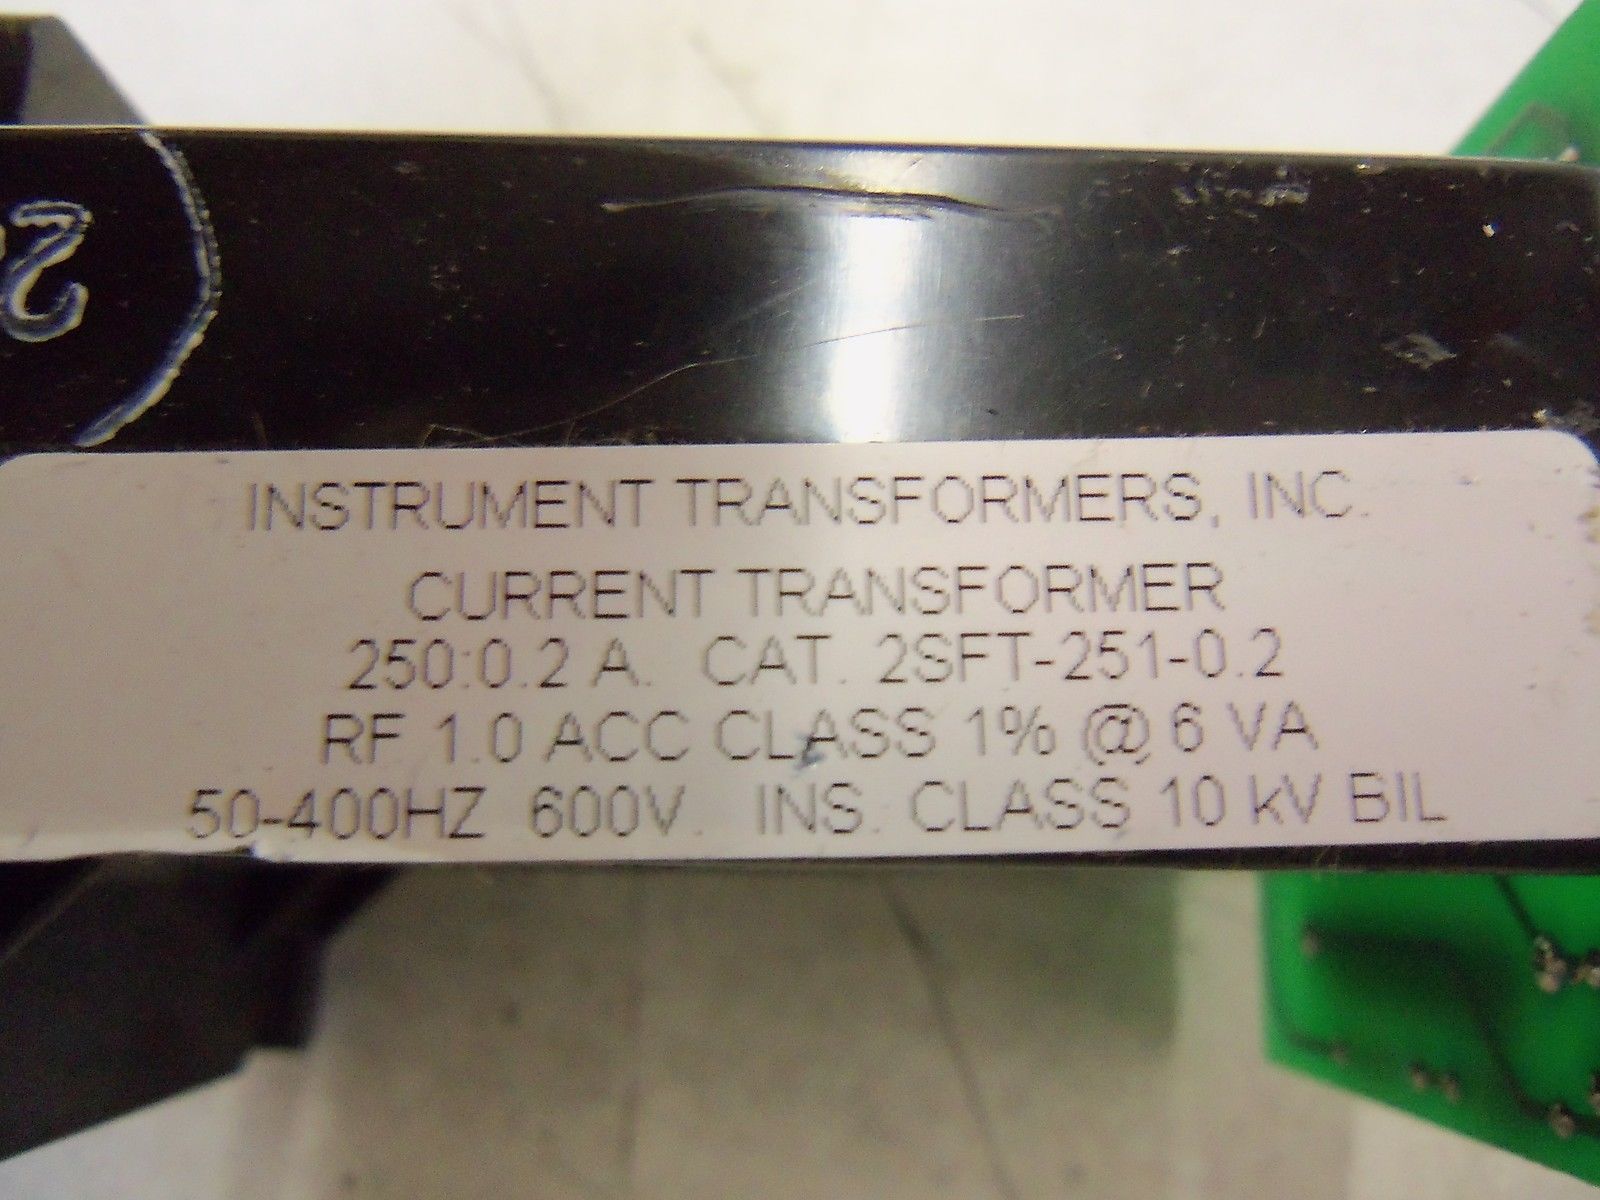 2
INSTRUMENT TRANSFORMERS, INC.
CURRENT TRANSFORMER
250:0.2 A. CAT. 2SFT-251-0.2
RF 1.0 ACC CLASS 1% @ 6 VA
50-400HZ 600V. INS. CLASS 10 kV BIL